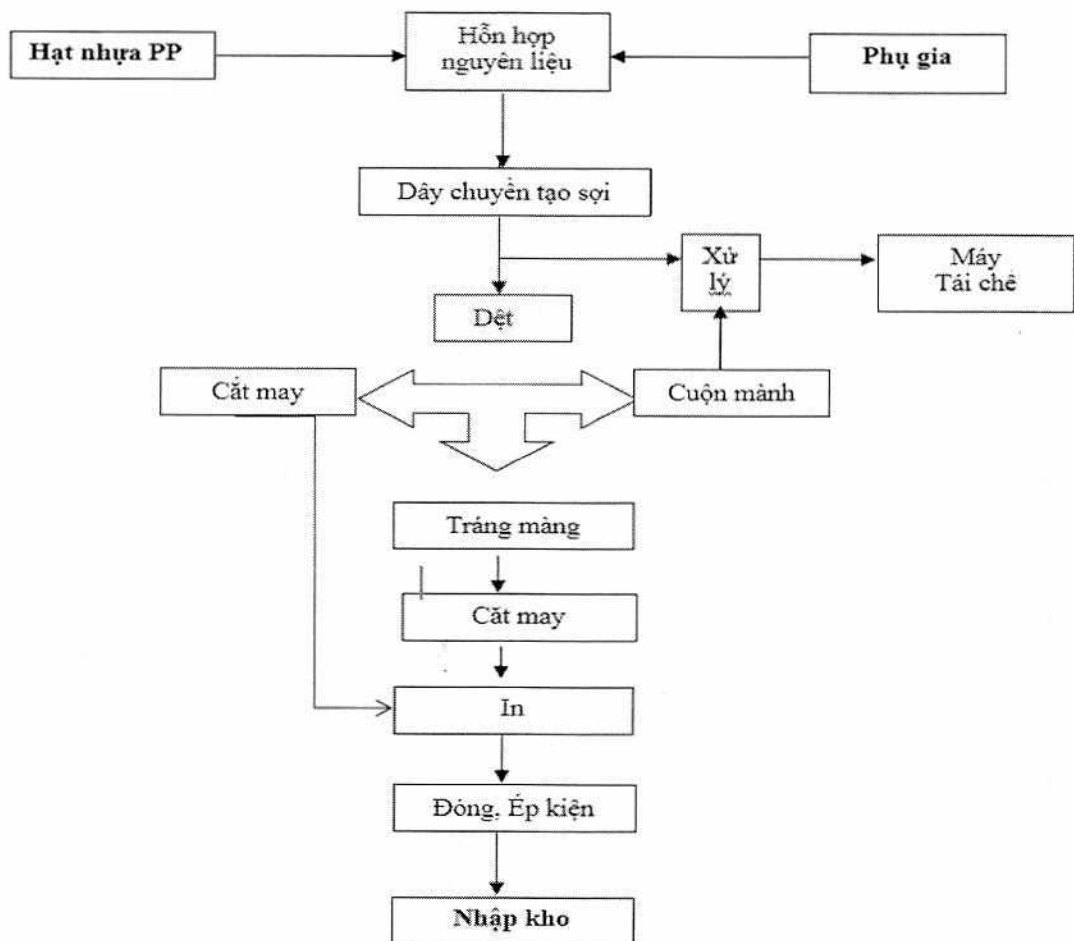 Hạt nhựa PP
Hỗn hợp
nguyên liệu
Phụ gia
Dây chuyền tạo sợi
Xử
lý
Máy
Tái chế
Dệt
Cắt may
Cuộn mành
Tráng màng
Cắt may
In
Đóng, Ép kiện
Nhập kho